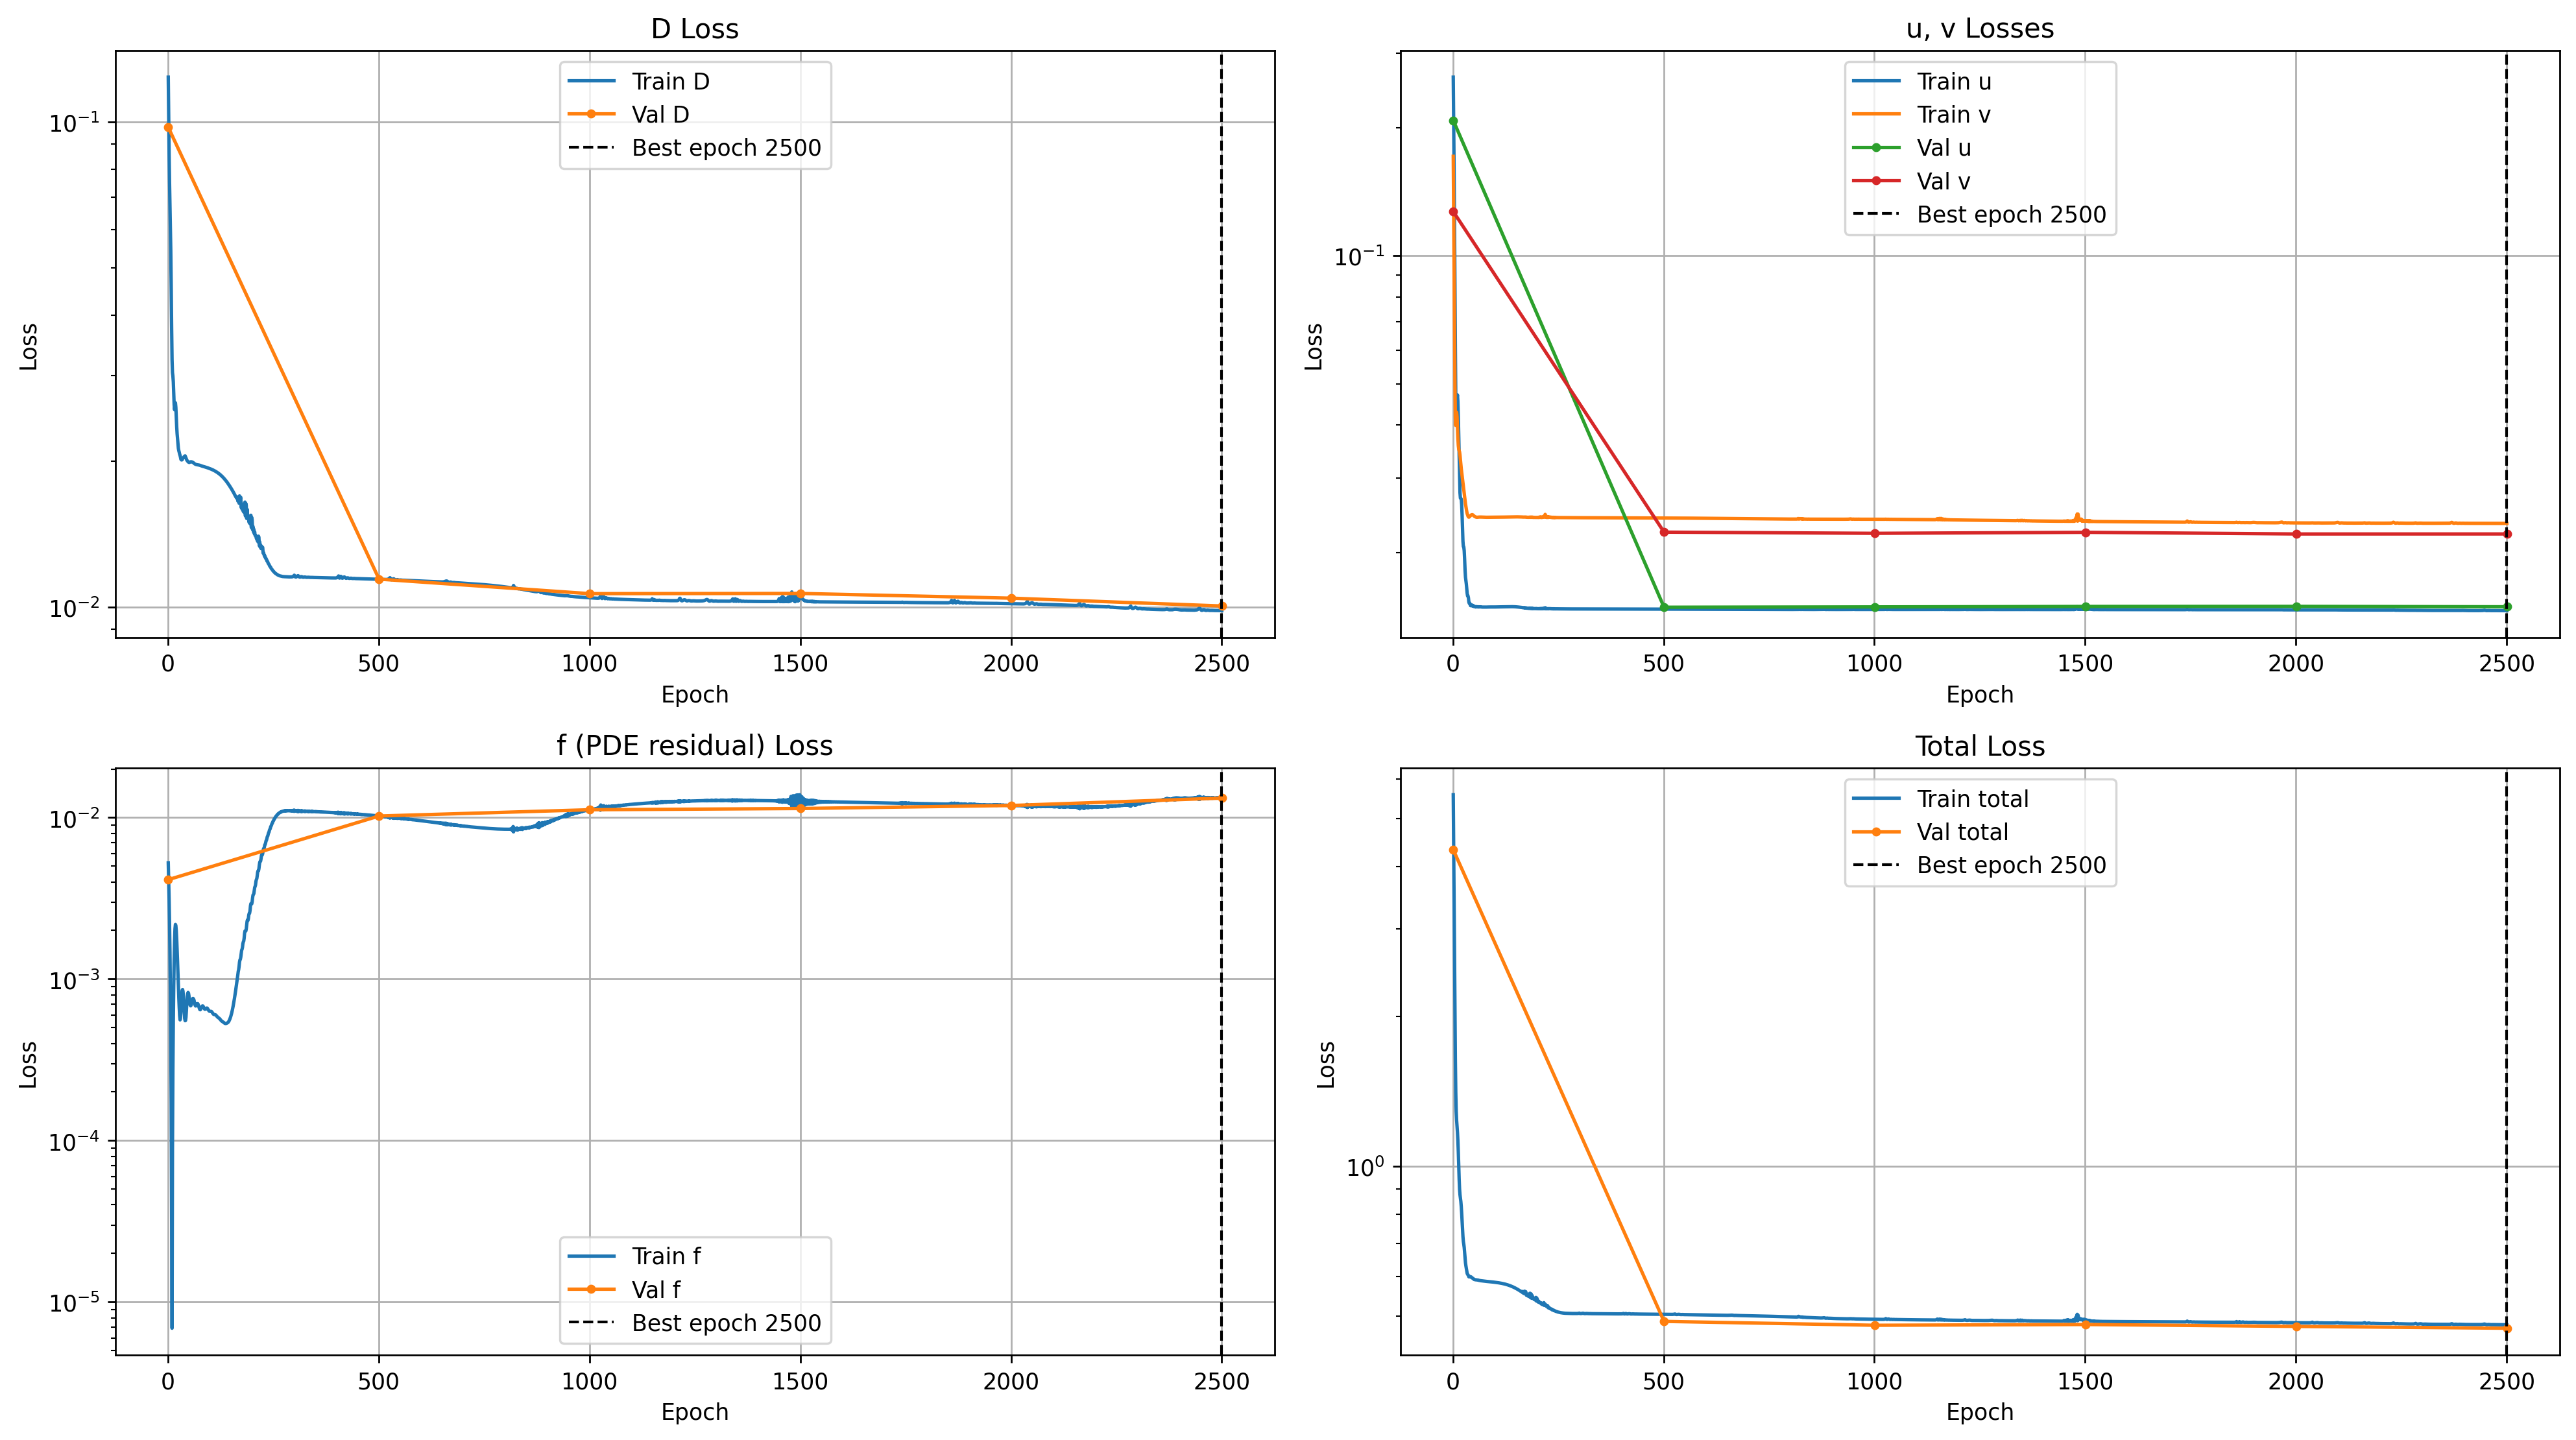 D Loss
Train D
Val D
Best epoch 2500
10⁻¹
10⁻²
Loss
0 500 1000 1500 2000 2500
Epoch
u, v Losses
Train u
Train v
Val u
Val v
Best epoch 2500
10⁻¹
Loss
0 500 1000 1500 2000 2500
Epoch
f (PDE residual) Loss
10⁻²
10⁻³
10⁻⁴
10⁻⁵
Loss
Train f
Val f
Best epoch 2500
0 500 1000 1500 2000 2500
Epoch
Total Loss
Train total
Val total
Best epoch 2500
10⁰
Loss
0 500 1000 1500 2000 2500
Epoch